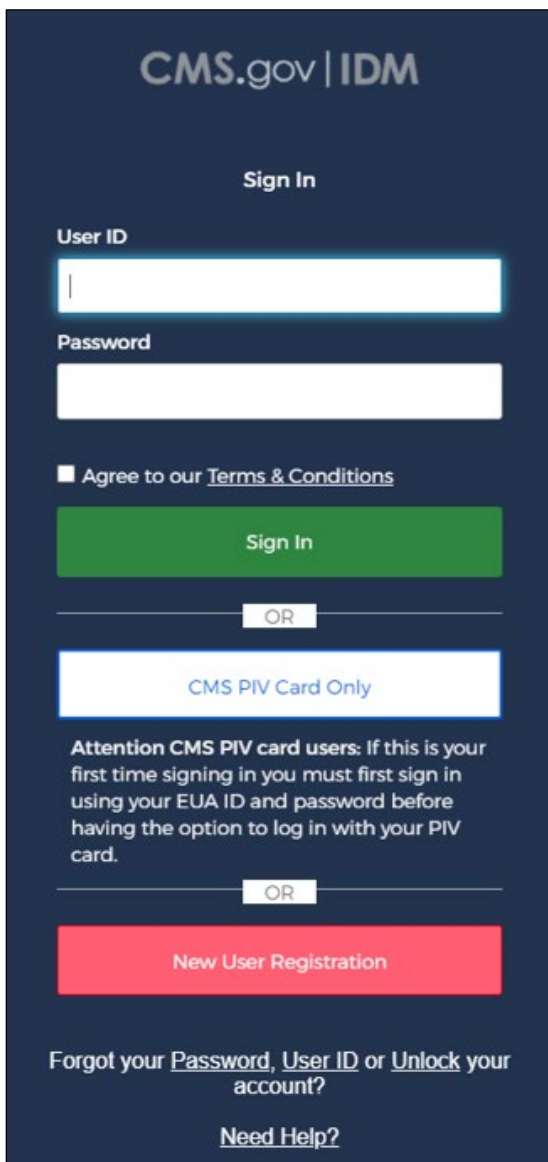 CMS.gov | IDM
Sign In
User ID
Password
Agree to our Terms & Conditions
Sign In
OR
CMS PIV Card Only
Attention CMS PIV card users: If this is your
first time signing in you must first sign in
using your EUA ID and password before
having the option to log in with your PIV
card.
OR
New User Registration
Forgot your Password, User ID or Unlock your
account?
Need Help?